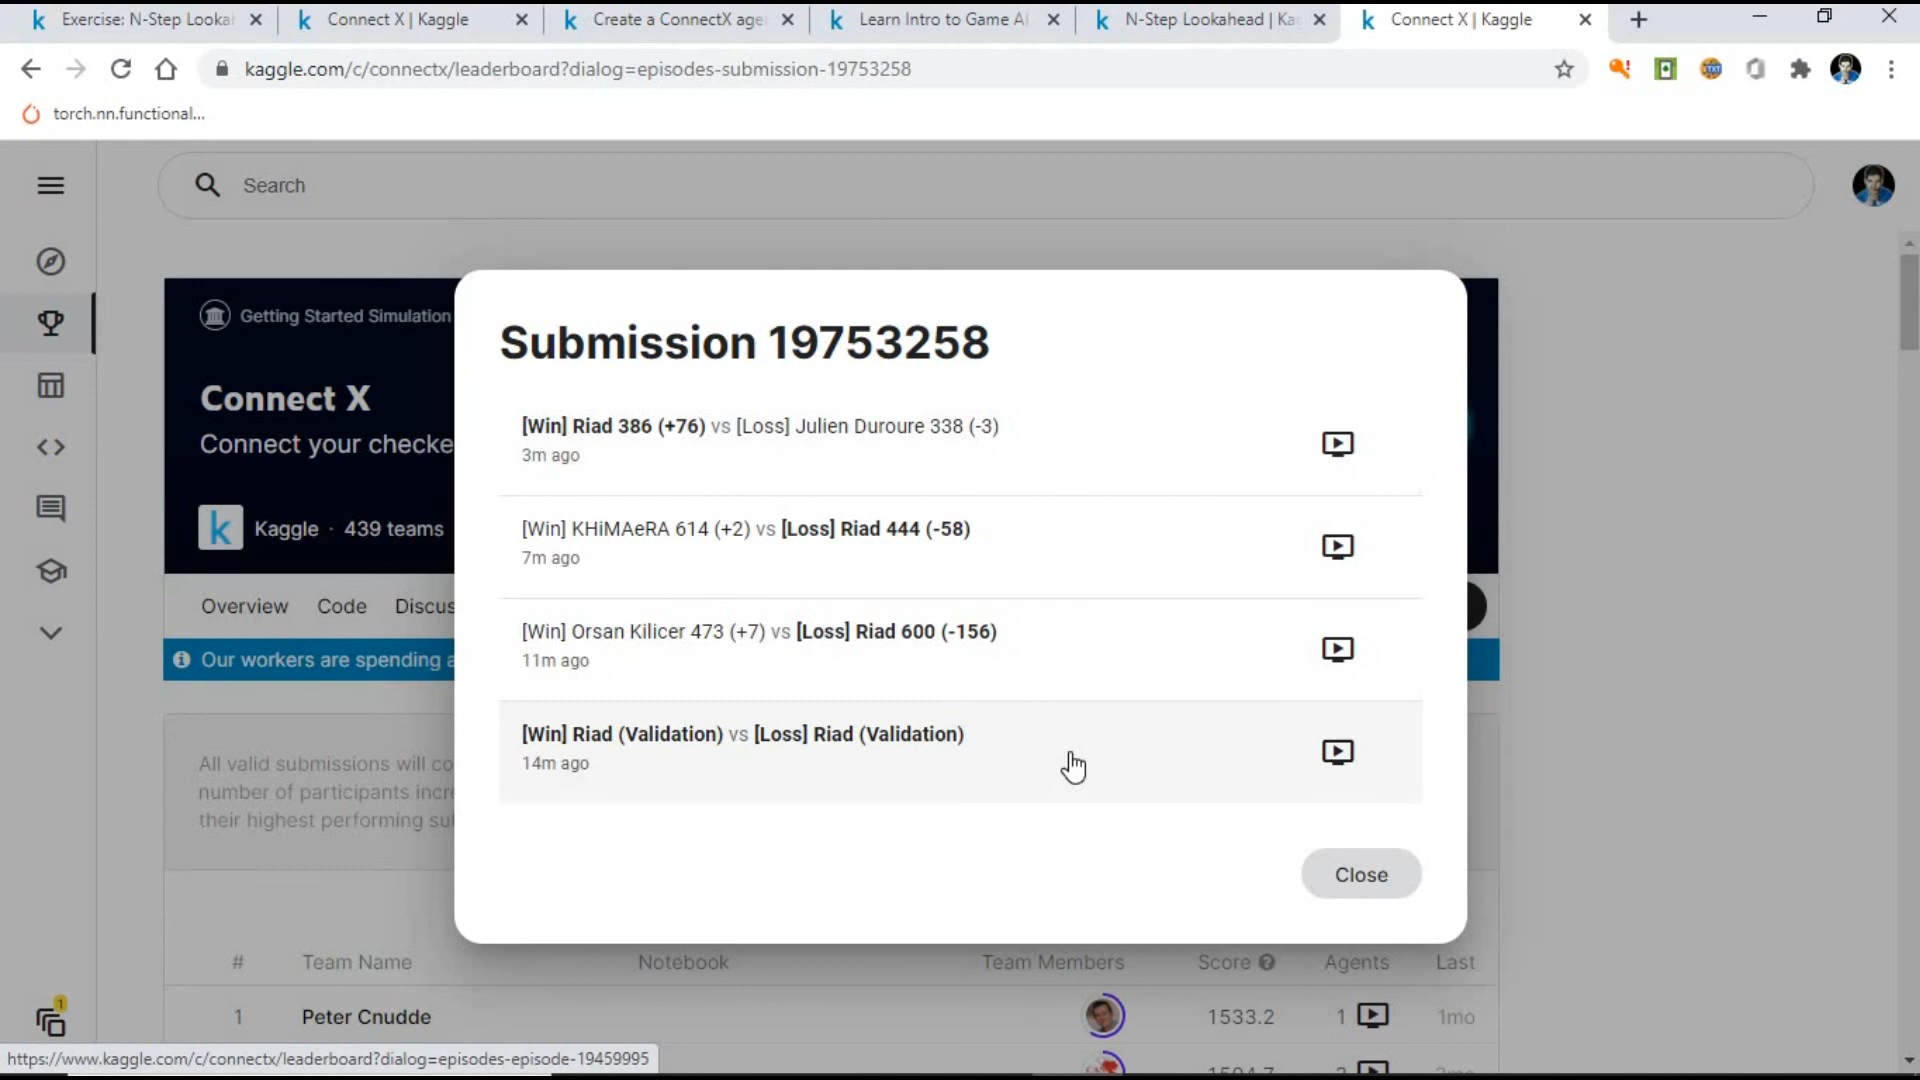 Exercise: N-Step Lookah
Connect X | Kaggle
Create a ConnectX age
Learn Intro to Game AI
N-Step Lookahead | Ka
Connect X | Kaggle
kaggle.com/c/connectx/leaderboard?dialog=episodes-submission-19753258
torch.nn.functional...
Search
Getting Started Simulation
Connect X
Connect your checke
Kaggle · 439 teams
Overview Code Discus
Our workers are spending a
All valid submissions will co
number of participants incre
their highest performing su
Submission 19753258
[Win] Riad 386 (+76) vs [Loss] Julien Duroure 338 (-3)
3m ago
[Win] KHiMAeRA 614 (+2) vs [Loss] Riad 444 (-58)
7m ago
[Win] Orsan Kilicer 473 (+7) vs [Loss] Riad 600 (-156)
11m ago
[Win] Riad (Validation) vs [Loss] Riad (Validation)
14m ago
Close
# Team Name Notebook Team Members Score Agents Last
1 Peter Cnudde 1533.2 1 1mo
1
https://www.kaggle.com/c/connectx/leaderboard?dialog=episodes-episode-19459995